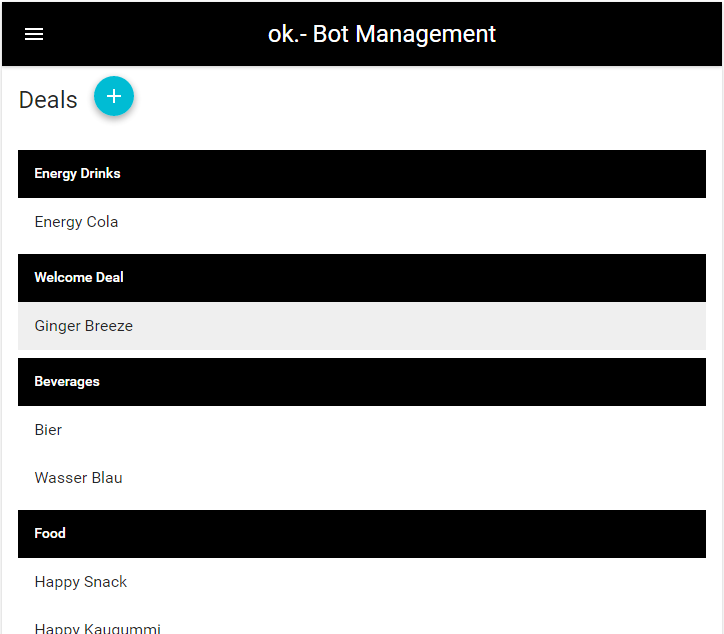 ok.- Bot Management
Deals
Energy Drinks
Energy Cola
Welcome Deal
Ginger Breeze
Beverages
Bier
Wasser Blau
Food
Happy Snack
Happy Kaugummi